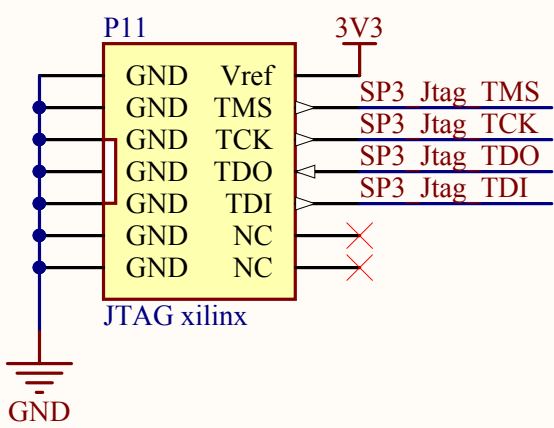 P11
3V3
GND Vref
GND TMS SP3_Jtag_TMS
GND TCK SP3_Jtag_TCK
GND TDO SP3_Jtag_TDO
GND TDI SP3_Jtag_TDI
GND NC
GND NC
JTAG xilinx
GND